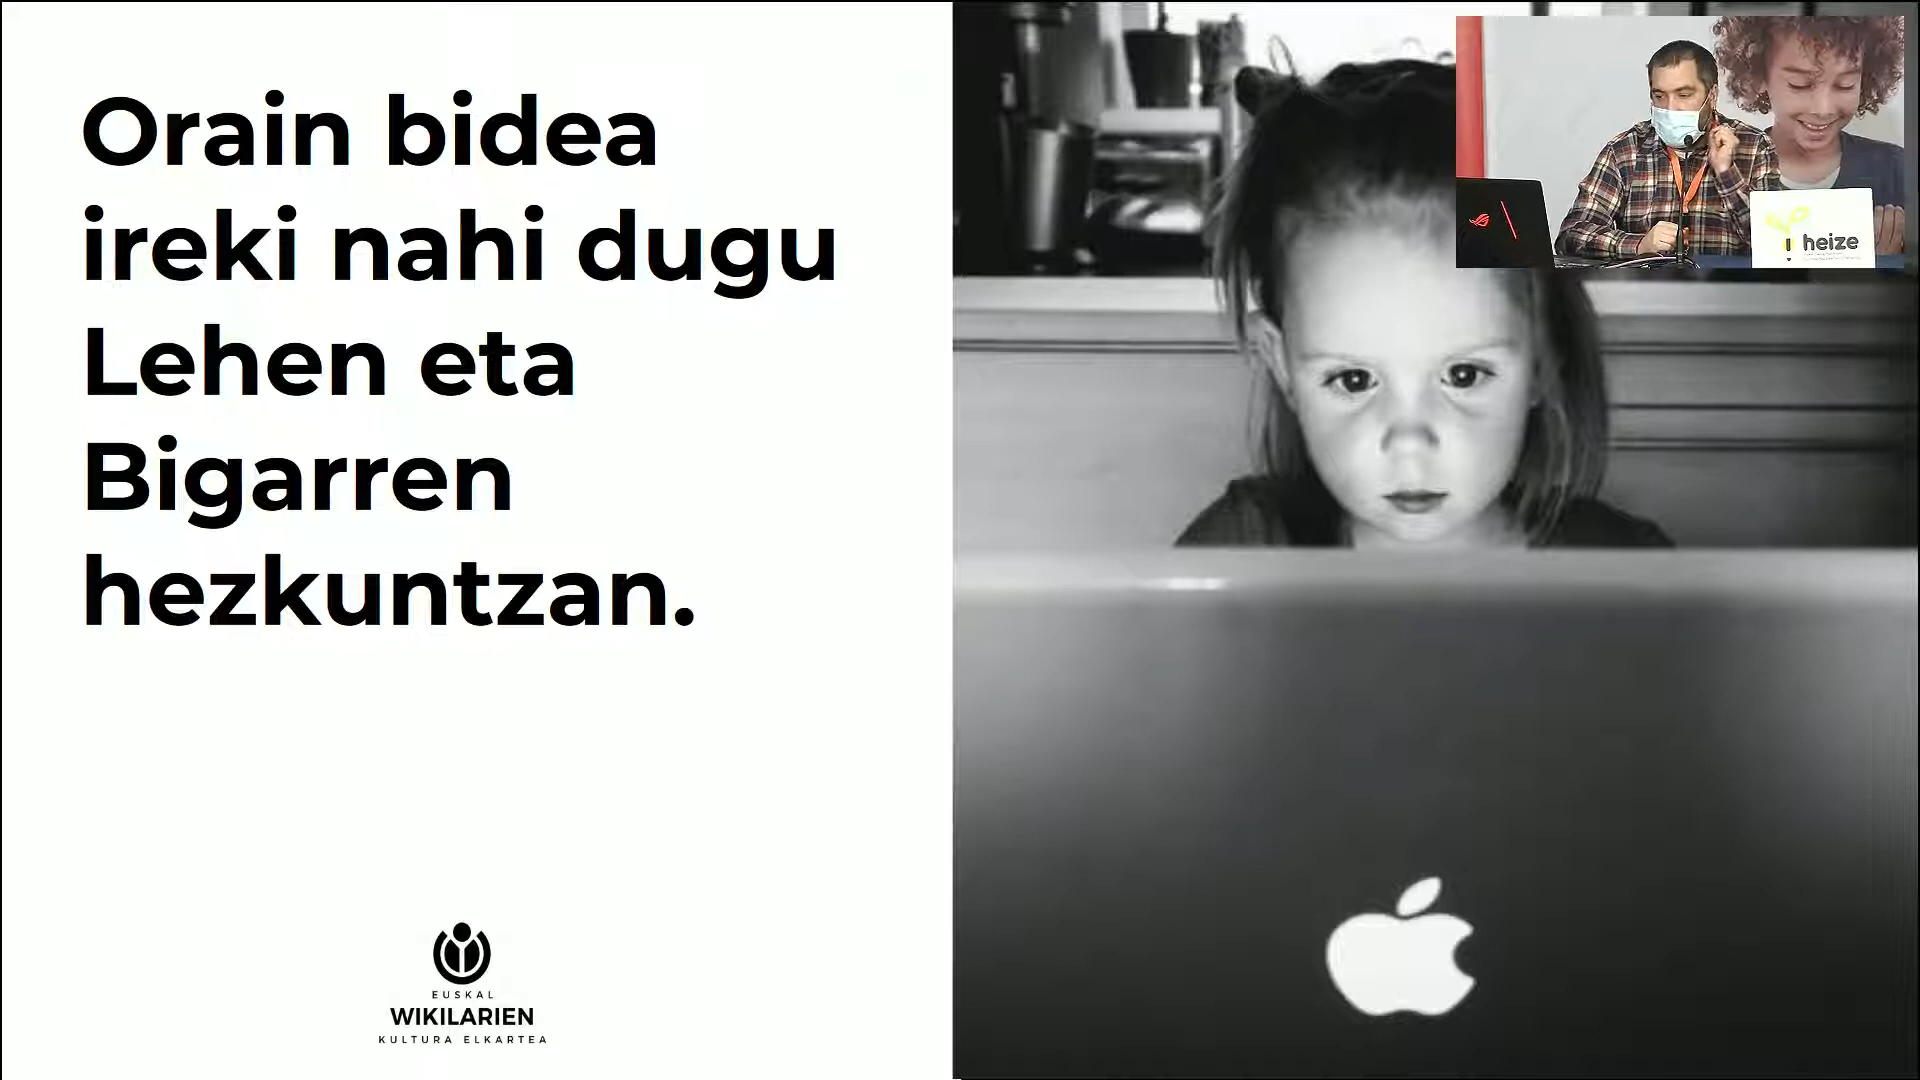 Orain bidea
ireki nahi dugu
Lehen eta
Bigarren
hezkuntzan.
EUSKAL
WIKILARIEN
KULTURA ELKARTEA
heize